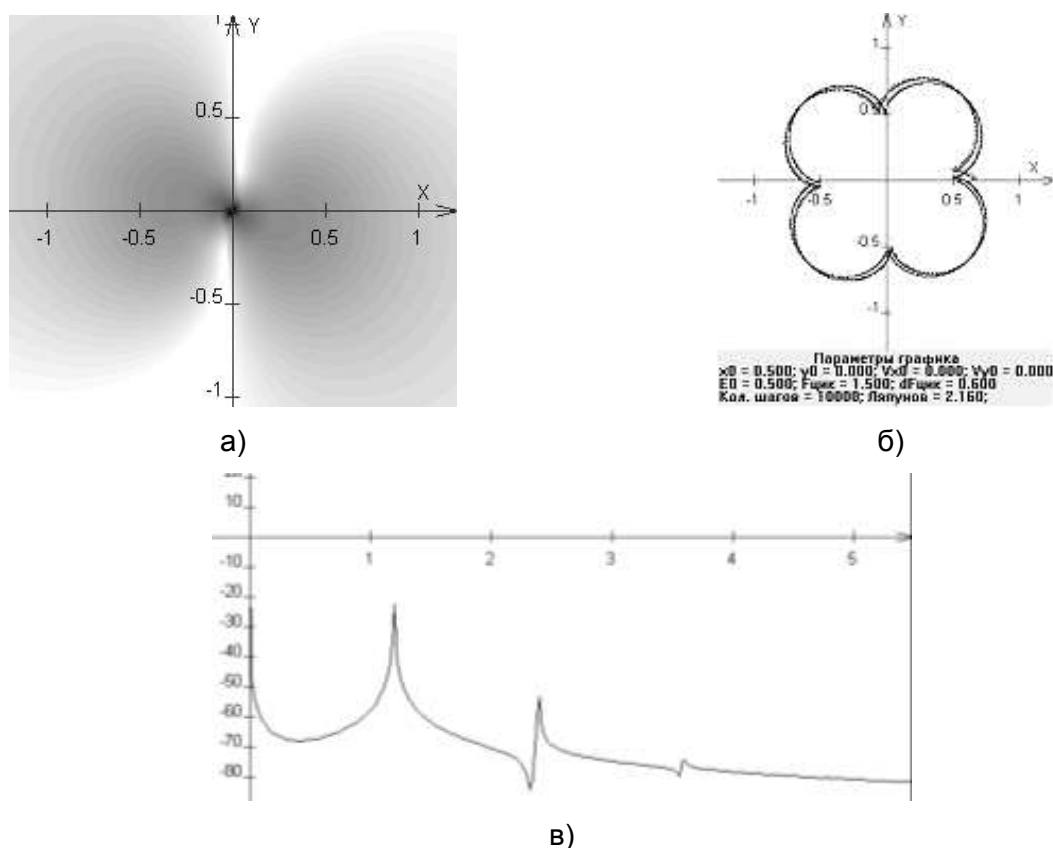 1 Y
0.5
X
-1 -0.5 0.5 1
-0.5
-1
а)
Y
1
0.5
X
-1 -0.5 0.5 1
-0.5
-1
Параметры графика
x0 = 0.500; y0 = 0.000; Vx0 = 0.000; Vy0 = 0.000
E0 = 0.500; Fцик = 1.500; dFцик = 0.600
Кол. шагов = 10000; Ляпунов = 2.160;
б)
20
10
1 2 3 4 5
-10
-20
-30
-40
-50
-60
-70
-80
в)